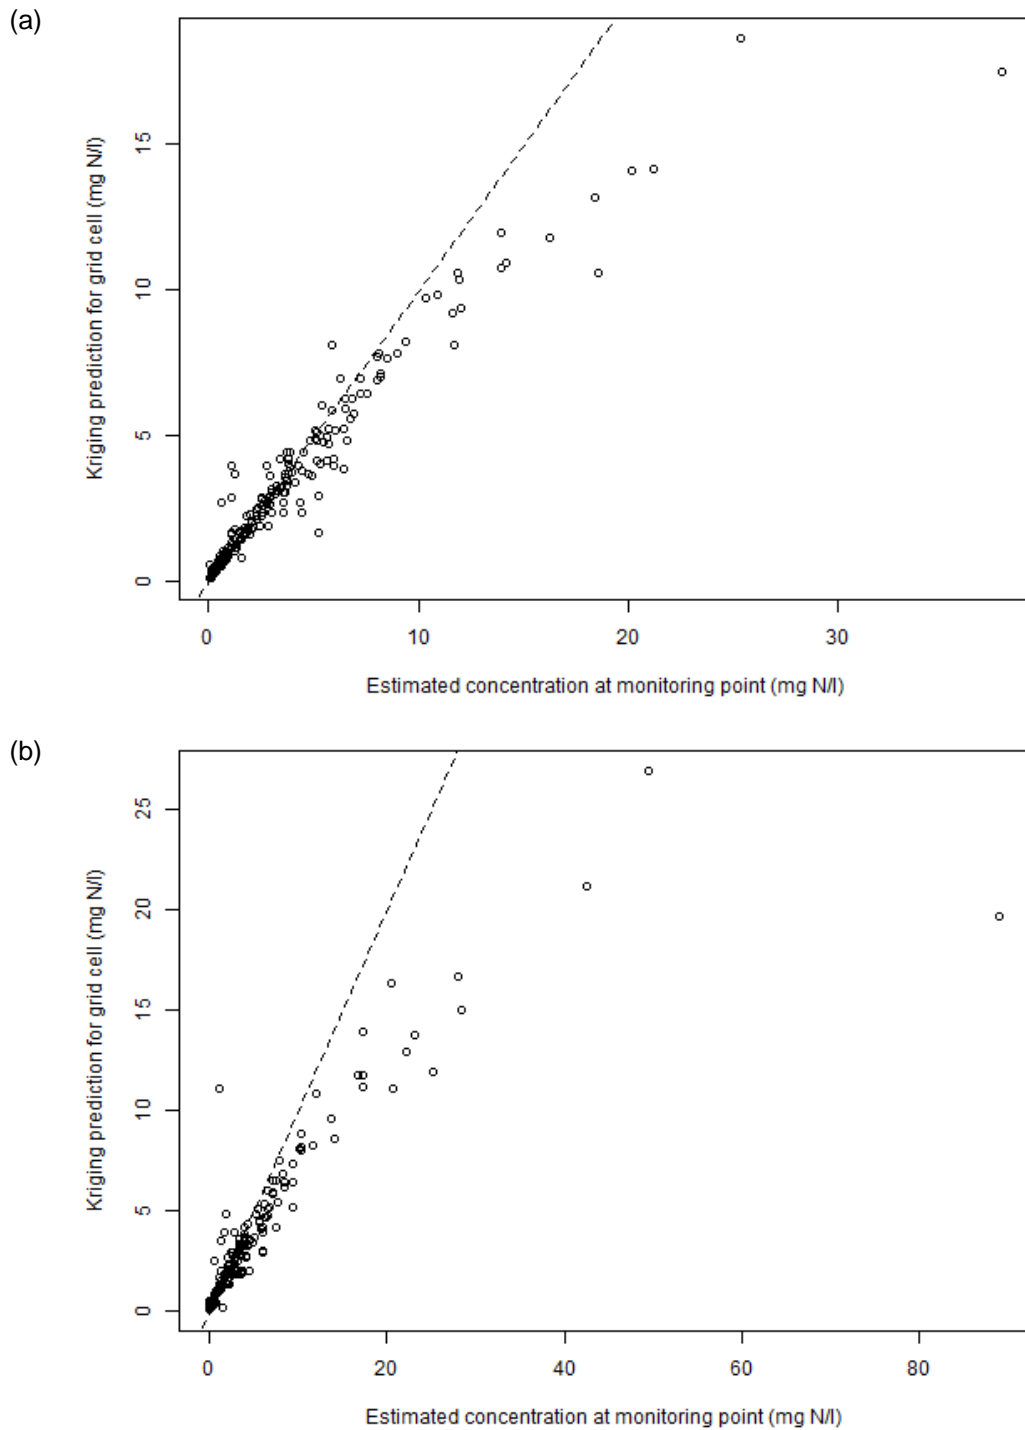 (a)
Kriging prediction for grid cell (mg N/l)
15
10
5
0
0 10 20 30
Estimated concentration at monitoring point (mg N/l)
(b)
Kriging prediction for grid cell (mg N/l)
25
20
15
10
5
0
0 20 40 60 80
Estimated concentration at monitoring point (mg N/l)